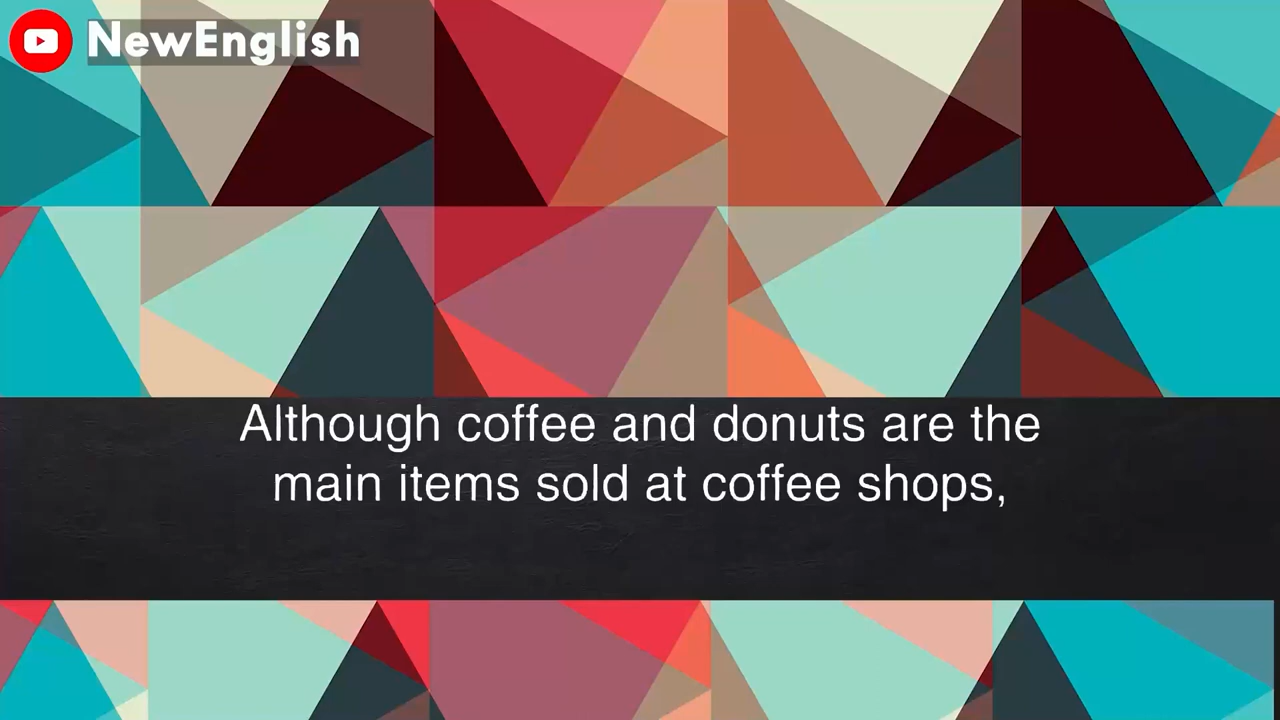 NewEnglish
Although coffee and donuts are the
main items sold at coffee shops,